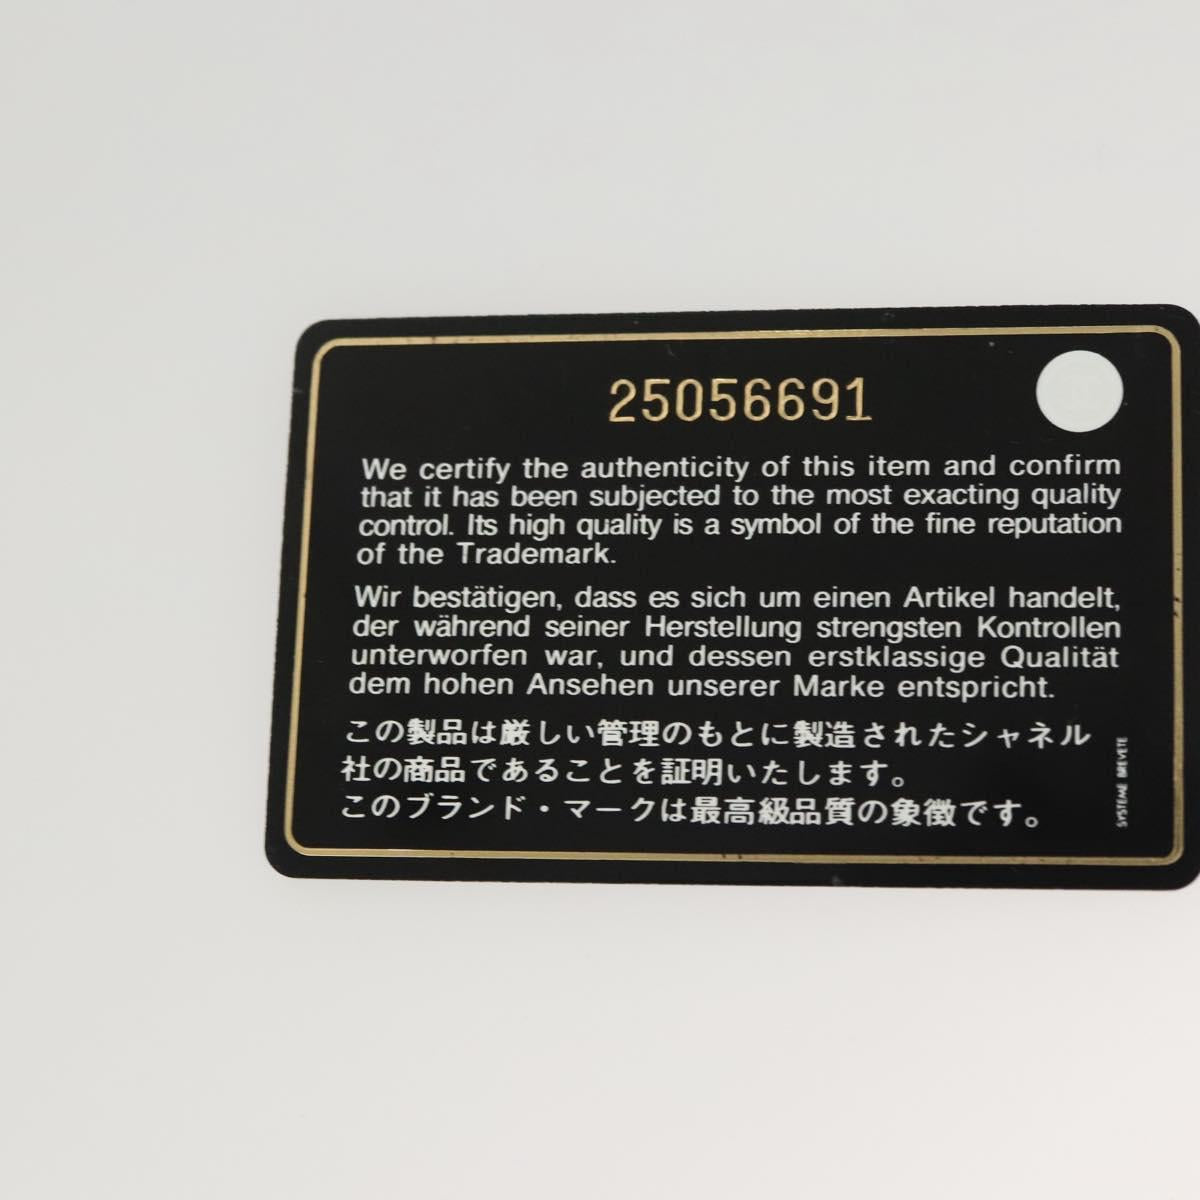 25056691
We certify the authenticity of this item and confirm
that it has been subjected to the most exacting quality
control. Its high quality is a symbol of the fine reputation
of the Trademark.
Wir bestätigen, dass es sich um einen Artikel handelt,
der während seiner Herstellung strengsten Kontrollen
unterworfen war, und dessen erstklassige Qualität
dem hohen Ansehen unserer Marke entspricht.
この製品は厳しい管理のもとに製造されたシャネル
社の商品であることを証明いたします。
このブランド・マークは最高級品質の象徴です。
SYSTEME BREVETE